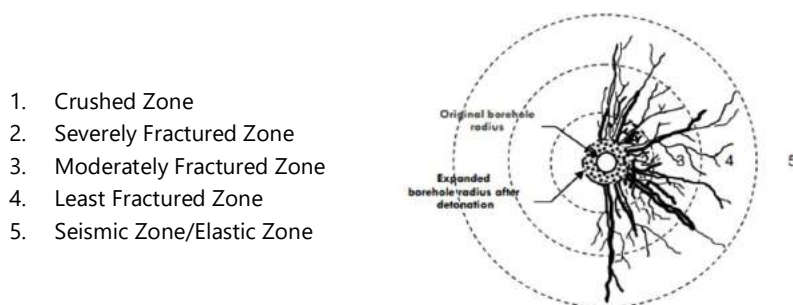 1. Crushed Zone
2. Severely Fractured Zone
3. Moderately Fractured Zone
4. Least Fractured Zone
5. Seismic Zone/Elastic Zone
Original borehole
radius
Expanded
borehole radius after
detonation
3
4
5